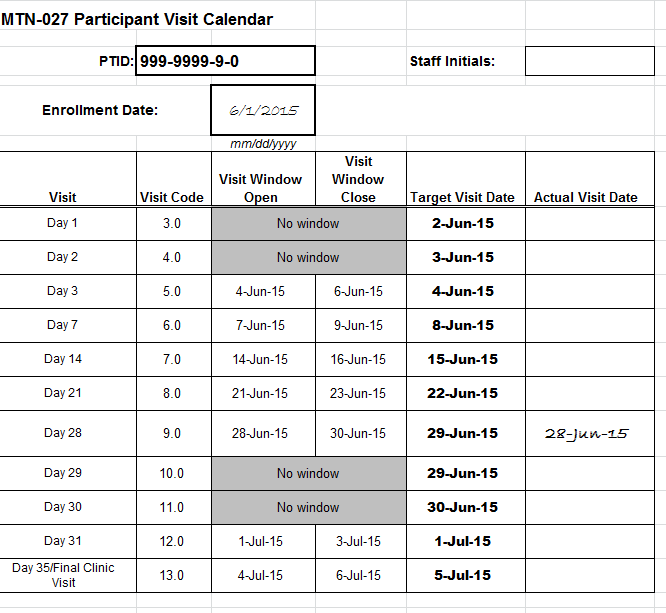 MTN-027 Participant Visit Calendar
PTID: 999-9999-9-0 Staff Initials:
Enrollment Date: 6/1/2015
mm/dd/yyyy
Visit Visit Code Visit Window Open Visit Window Close Target Visit Date Actual Visit Date
Day 1 3.0 No window 2-Jun-15
Day 2 4.0 No window 3-Jun-15
Day 3 5.0 4-Jun-15 6-Jun-15 4-Jun-15
Day 7 6.0 7-Jun-15 9-Jun-15 8-Jun-15
Day 14 7.0 14-Jun-15 16-Jun-15 15-Jun-15
Day 21 8.0 21-Jun-15 23-Jun-15 22-Jun-15
Day 28 9.0 28-Jun-15 30-Jun-15 29-Jun-15 28-Jun-15
Day 29 10.0 No window 29-Jun-15
Day 30 11.0 No window 30-Jun-15
Day 31 12.0 1-Jul-15 3-Jul-15 1-Jul-15
Day 35/Final Clinic Visit 13.0 4-Jul-15 6-Jul-15 5-Jul-15